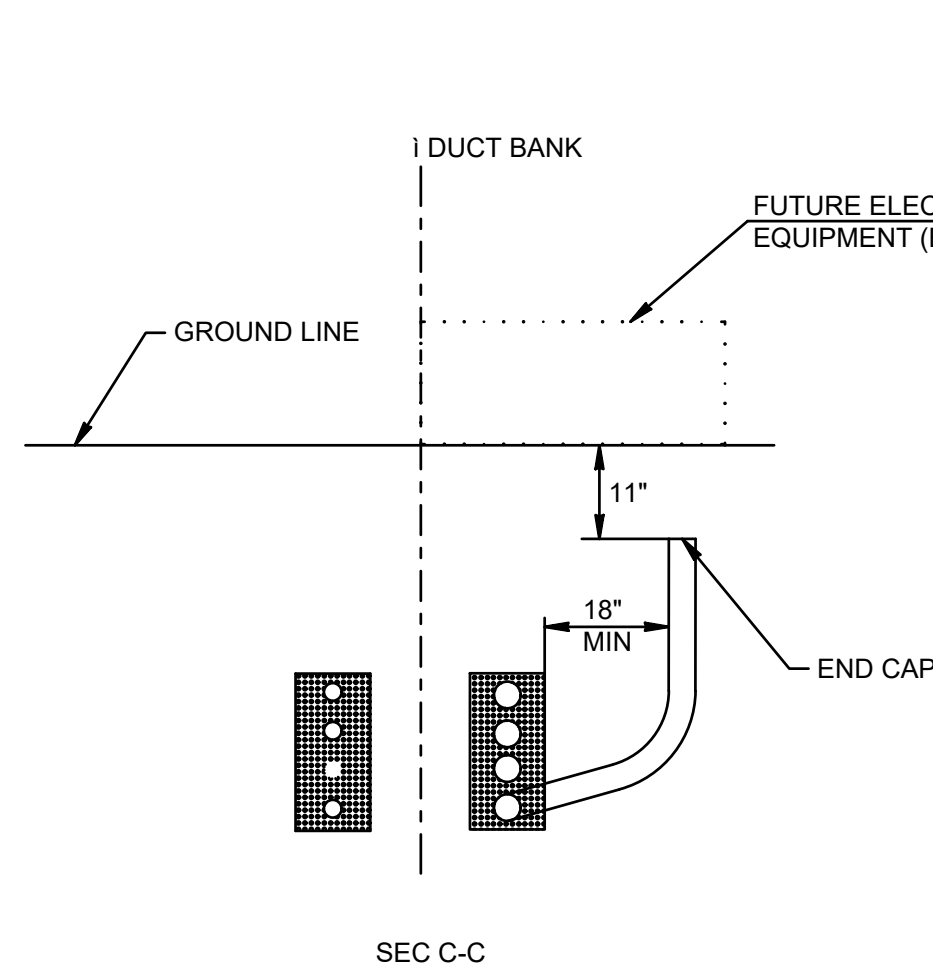 ì DUCT BANK
FUTURE ELEC
EQUIPMENT (
GROUND LINE
11"
18"
MIN
END CAP
SEC C-C